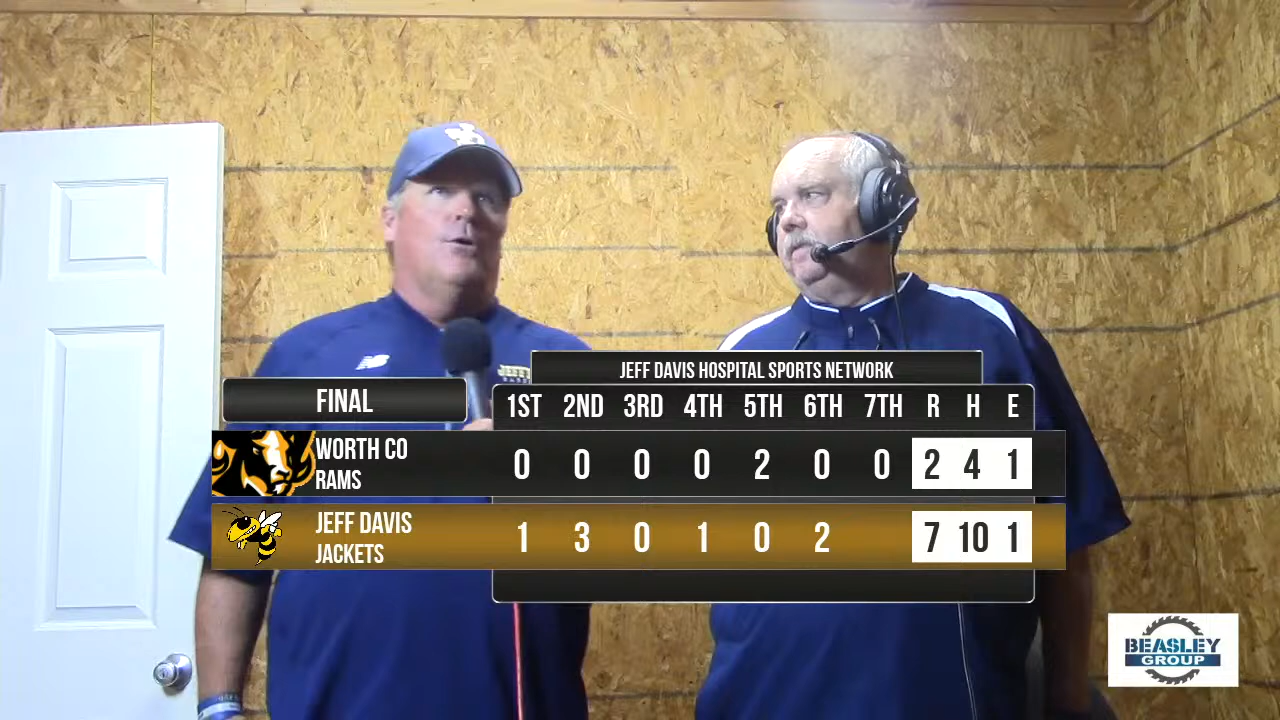 JEFF DAVIS HOSPITAL SPORTS NETWORK
FINAL
1ST 2ND 3RD 4TH 5TH 6TH 7TH R H E
WORTH CO
RAMS
0 0 0 0 2 0 0 2 4 1
JEFF DAVIS
JACKETS
1 3 0 1 0 2 7 10 1
BEASLEY
GROUP
JEFF